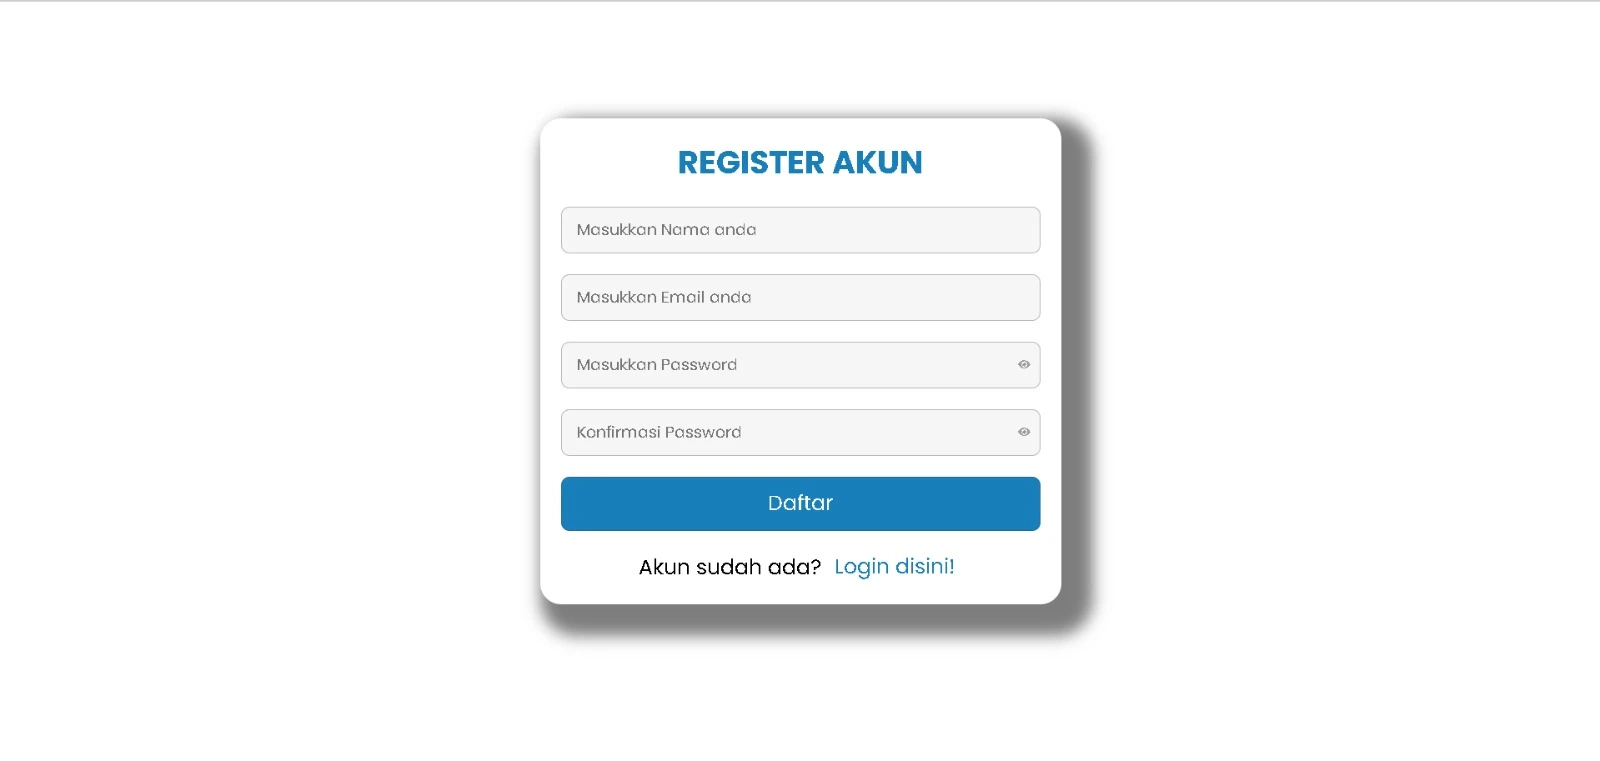 REGISTER AKUN
Masukkan Nama anda
Masukkan Email anda
Masukkan Password
Konfirmasi Password
Daftar
Akun sudah ada? Login disini!